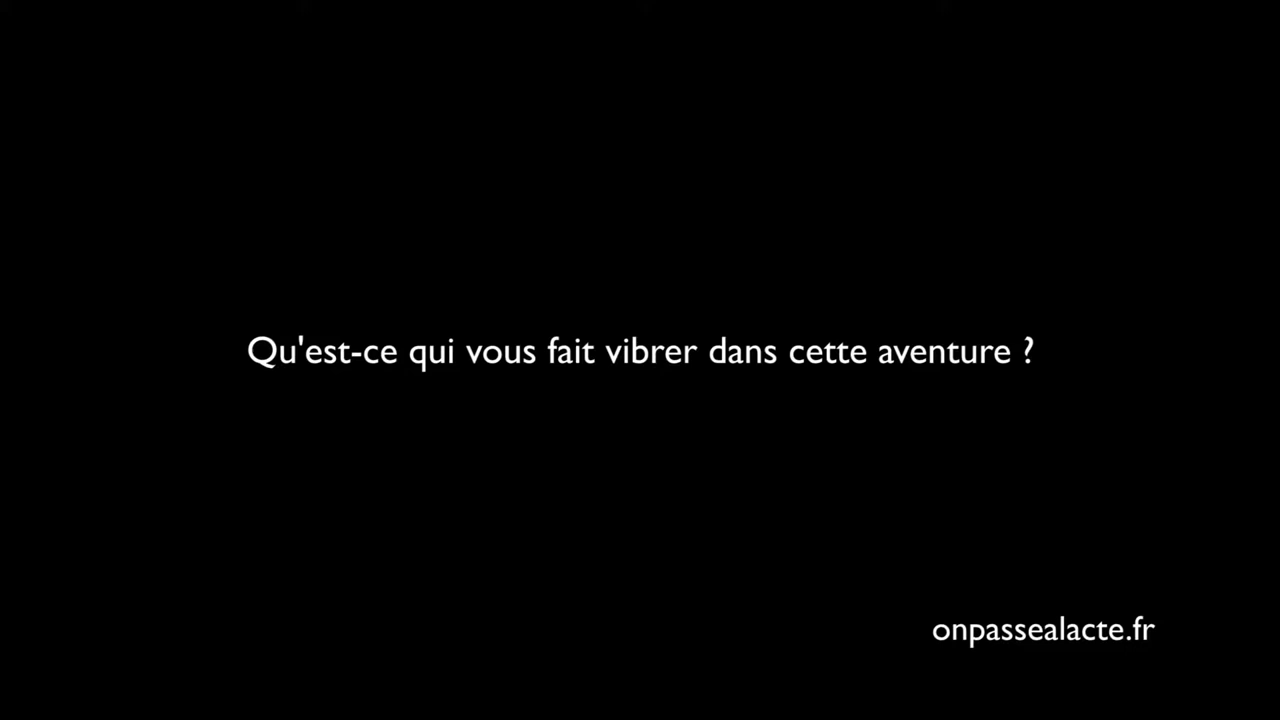 Qu'est-ce qui vous fait vibrer dans cette aventure ?
onpassealacte.fr